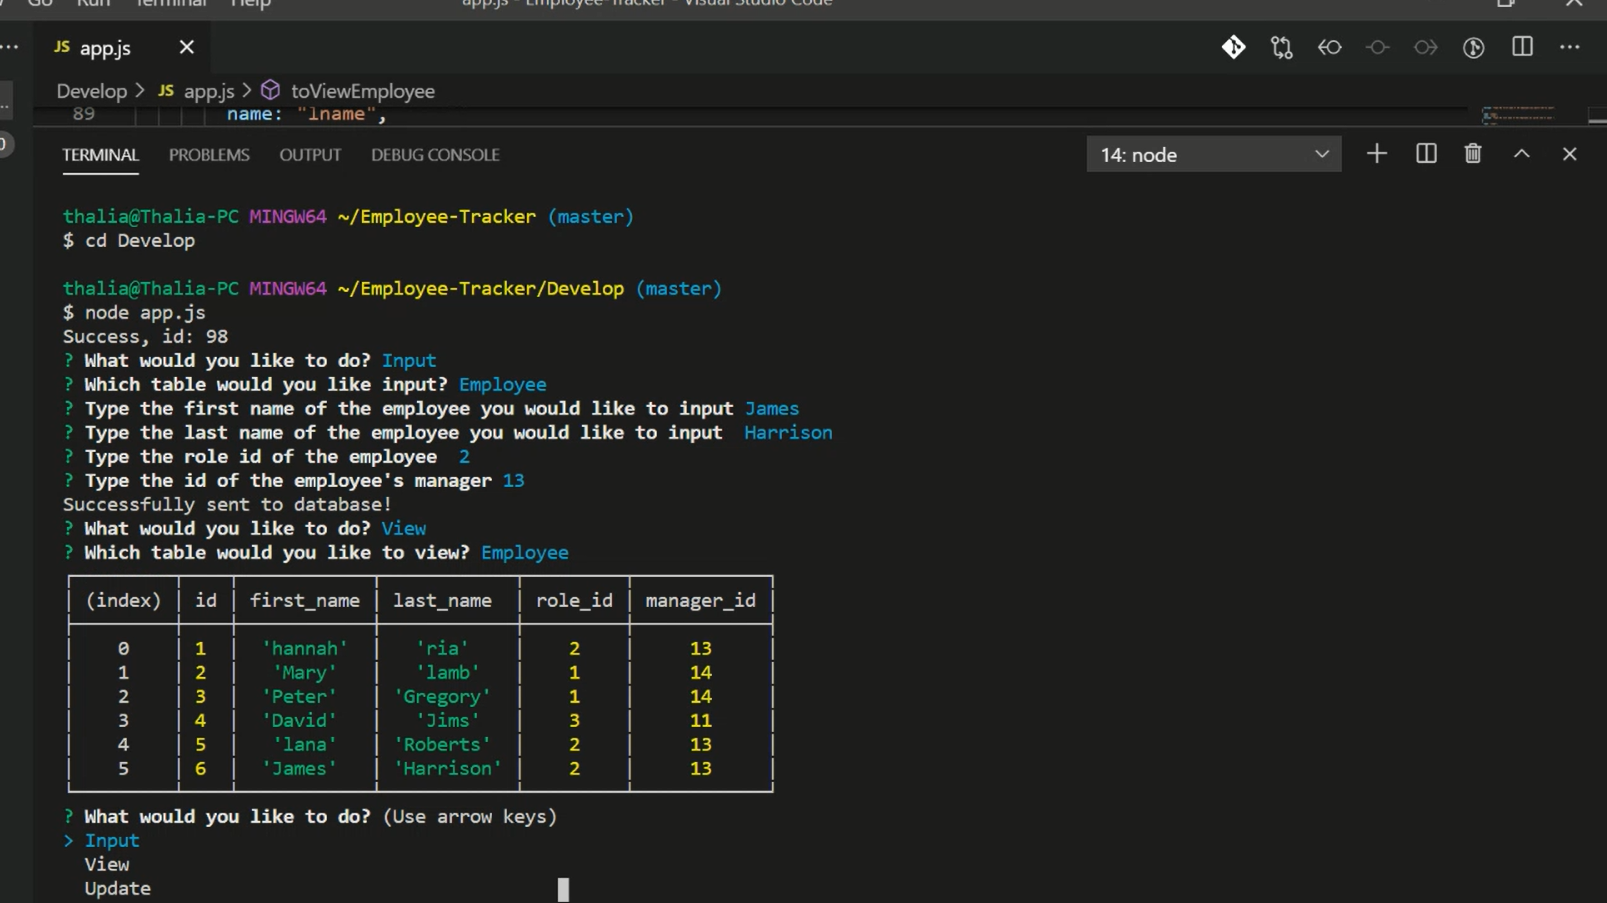 Go Run Terminal Help app.js - Employee-Tracker - Visual Studio Code
JS app.js
Develop > JS app.js > toViewEmployee
89 name: "lname",
TERMINAL PROBLEMS OUTPUT DEBUG CONSOLE 14: node
thalia@Thalia-PC MINGW64 ~/Employee-Tracker (master)
$ cd Develop
thalia@Thalia-PC MINGW64 ~/Employee-Tracker/Develop (master)
$ node app.js
Success, id: 98
? What would you like to do? Input
? Which table would you like input? Employee
? Type the first name of the employee you would like to input James
? Type the last name of the employee you would like to input  Harrison
? Type the role id of the employee  2
? Type the id of the employee's manager 13
Successfully sent to database!
? What would you like to do? View
? Which table would you like to view? Employee
(index) id first_name last_name role_id manager_id
0 1 'hannah' 'ria' 2 13
1 2 'Mary' 'lamb' 1 14
2 3 'Peter' 'Gregory' 1 14
3 4 'David' 'Jims' 3 11
4 5 'lana' 'Roberts' 2 13
5 6 'James' 'Harrison' 2 13
? What would you like to do? (Use arrow keys)
> Input
View
Update